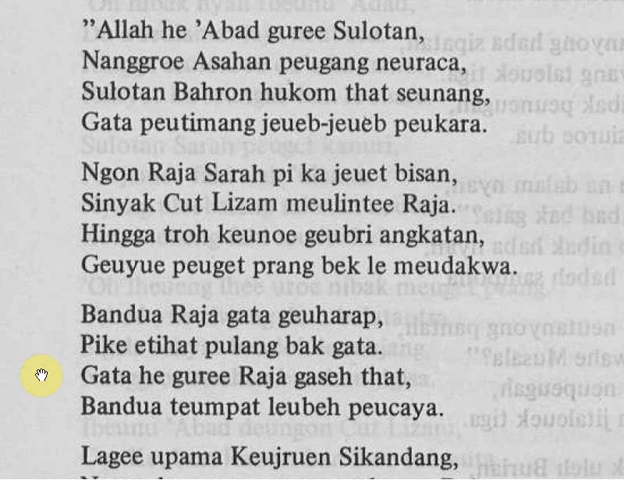 ”Allah he ’Abad guree Sulotan,
Nanggroe Asahan peugang neuraca,
Sulotan Bahron hukom that seunang,
Gata peutimang jeueb-jeuëb peukara.
Ngon Raja Sarah pi ka jeuet bisan,
Sinyak Cut Lizam meulintee Raja.
Hingga troh keunoe geubri angkatan,
Geuyue peuget prang bek le meudakwa.
Bandua Raja gata geuharap,
Pike etihat pulang bak gata.
Gata he guree Raja gaseh that,
Bandua teumpat leubeh peucaya.
Lagee upama Keujruen Sikandang,